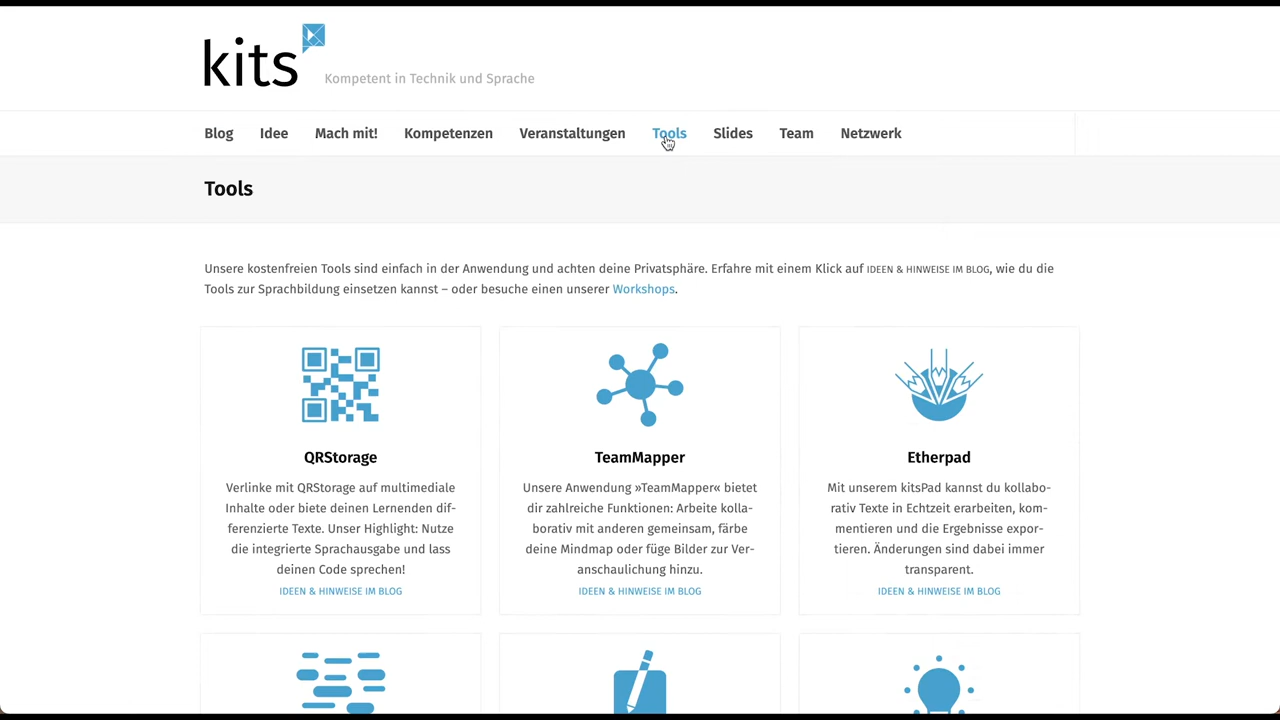 kits
Kompetent in Technik und Sprache
Blog Idee Mach mit! Kompetenzen Veranstaltungen Tools Slides Team Netzwerk
Tools
Unsere kostenfreien Tools sind einfach in der Anwendung und achten deine Privatsphäre. Erfahre mit einem Klick auf IDEEN & HINWEISE IM BLOG, wie du die
Tools zur Sprachbildung einsetzen kannst – oder besuche einen unserer Workshops.
QRStorage
Verlinke mit QRStorage auf multimediale
Inhalte oder biete deinen Lernenden dif-
ferenzierte Texte. Unser Highlight: Nutze
die integrierte Sprachausgabe und lass
deinen Code sprechen!
IDEEN & HINWEISE IM BLOG
TeamMapper
Unsere Anwendung »TeamMapper« bietet
dir zahlreiche Funktionen: Arbeite kolla-
borativ mit anderen gemeinsam, färbe
deine Mindmap oder füge Bilder zur Ver-
anschaulichung hinzu.
IDEEN & HINWEISE IM BLOG
Etherpad
Mit unserem kitsPad kannst du kollabo-
rativ Texte in Echtzeit erarbeiten, kom-
mentieren und die Ergebnisse expor-
tieren. Änderungen sind dabei immer
transparent.
IDEEN & HINWEISE IM BLOG